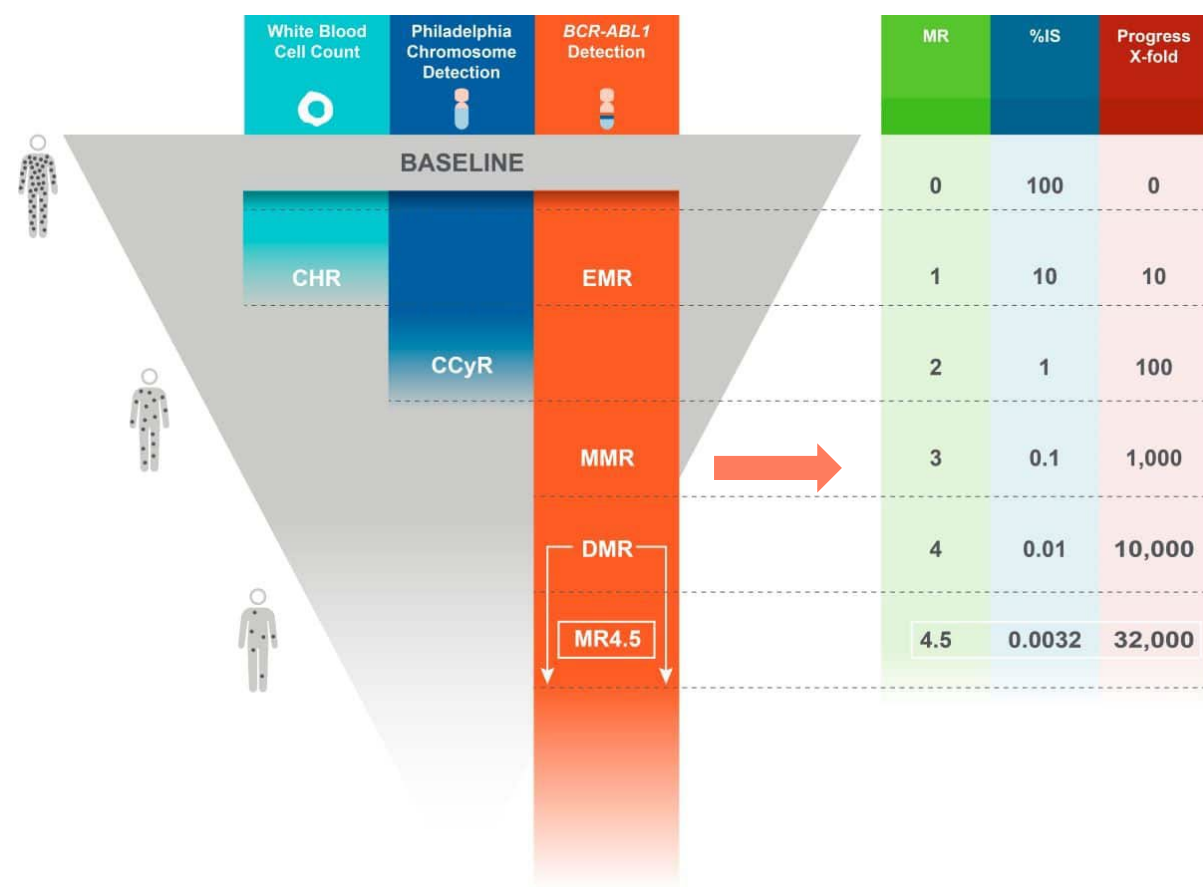 White Blood
Cell Count
Philadelphia
Chromosome
Detection
BCR-ABL1
Detection
MR
%IS
Progress
X-fold
BASELINE
0
100
0
CHR
EMR
1
10
10
CCyR
2
1
100
MMR
3
0.1
1,000
DMR
4
0.01
10,000
MR4.5
4.5
0.0032
32,000